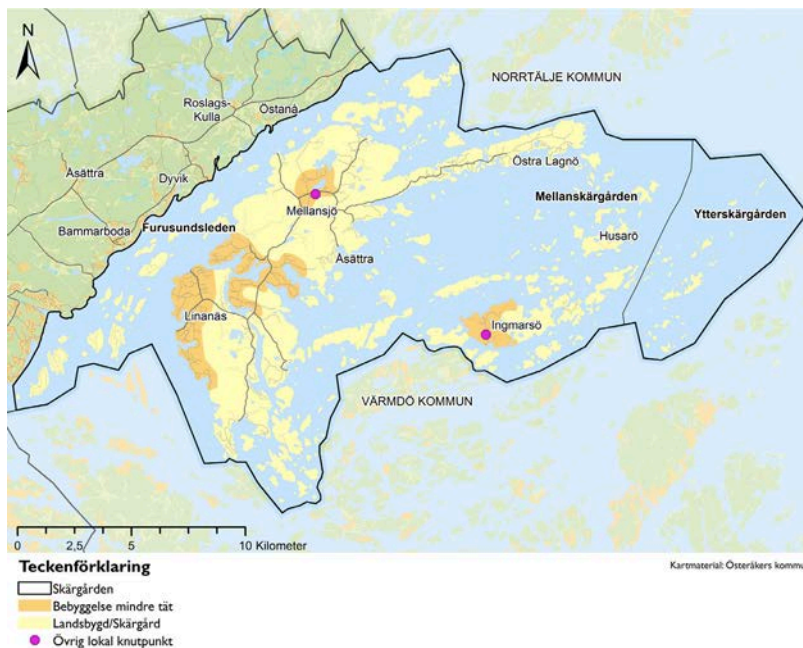 N
NORRTÄLJE KOMMUN
Roslags-
Kulla
Östanå
Östra Lagnö
Åsättra
Dyvik
Mellansjö
Mellanskärgården
Ytterskärgården
Bammarboda
Furusundsleden
Husarö
Åsättra
Linanäs
Ingmarsö
VÄRMDÖ KOMMUN
0 2,5 5 10 Kilometer
Teckenförklaring
Kartmaterial: Österåkers kommu
Skärgården
Bebyggelse mindre tät
Landsbygd/Skärgård
Övrig lokal knutpunkt